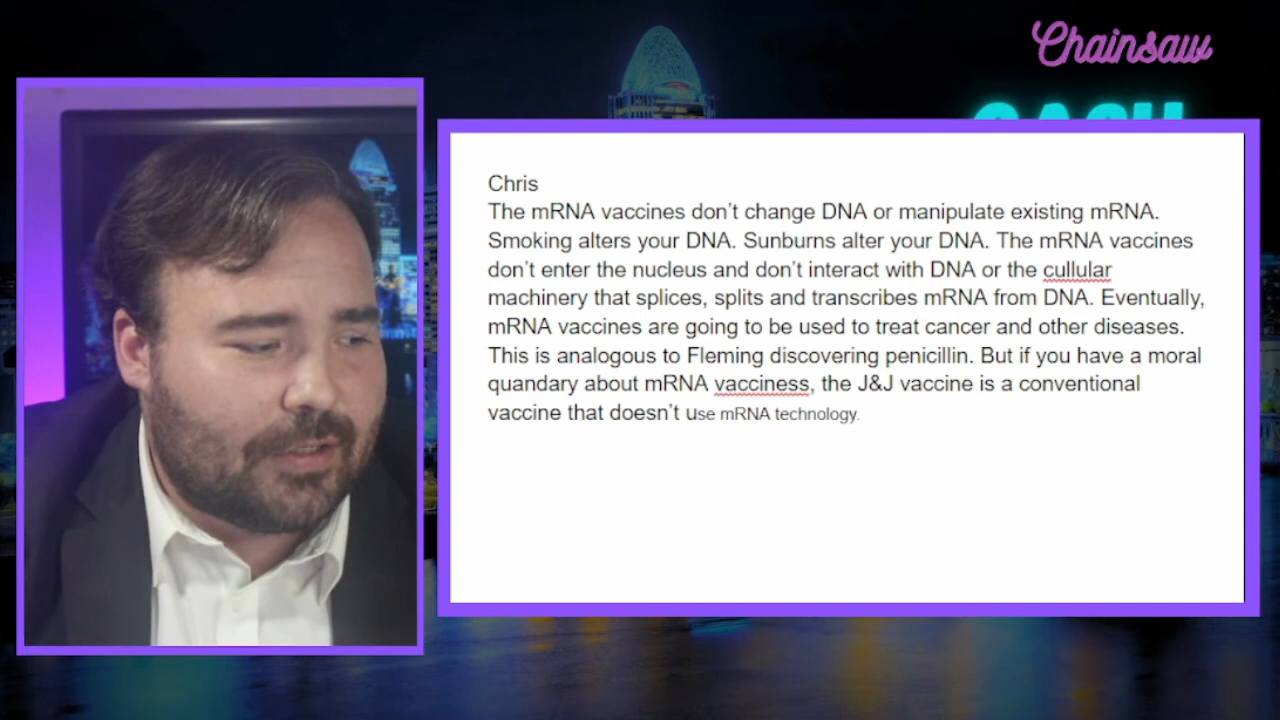 Chainsaw
Chris
The mRNA vaccines don't change DNA or manipulate existing mRNA.
Smoking alters your DNA. Sunburns alter your DNA. The mRNA vaccines
don't enter the nucleus and don't interact with DNA or the cullular
machinery that splices, splits and transcribes mRNA from DNA. Eventually,
mRNA vaccines are going to be used to treat cancer and other diseases.
This is analogous to Fleming discovering penicillin. But if you have a moral
quandary about mRNA vacciness, the J&J vaccine is a conventional
vaccine that doesn't use mRNA technology.